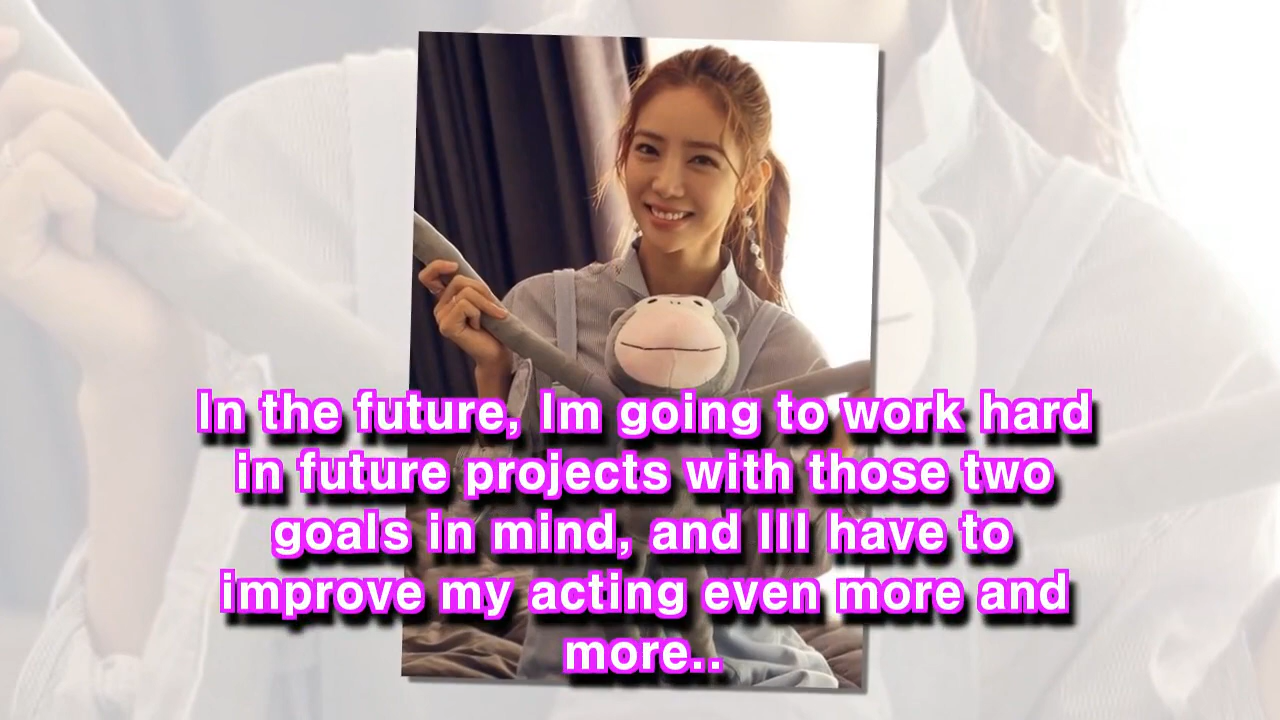 In the future, Im going to work hard
in future projects with those two
goals in mind, and Ill have to
improve my acting even more and
more..